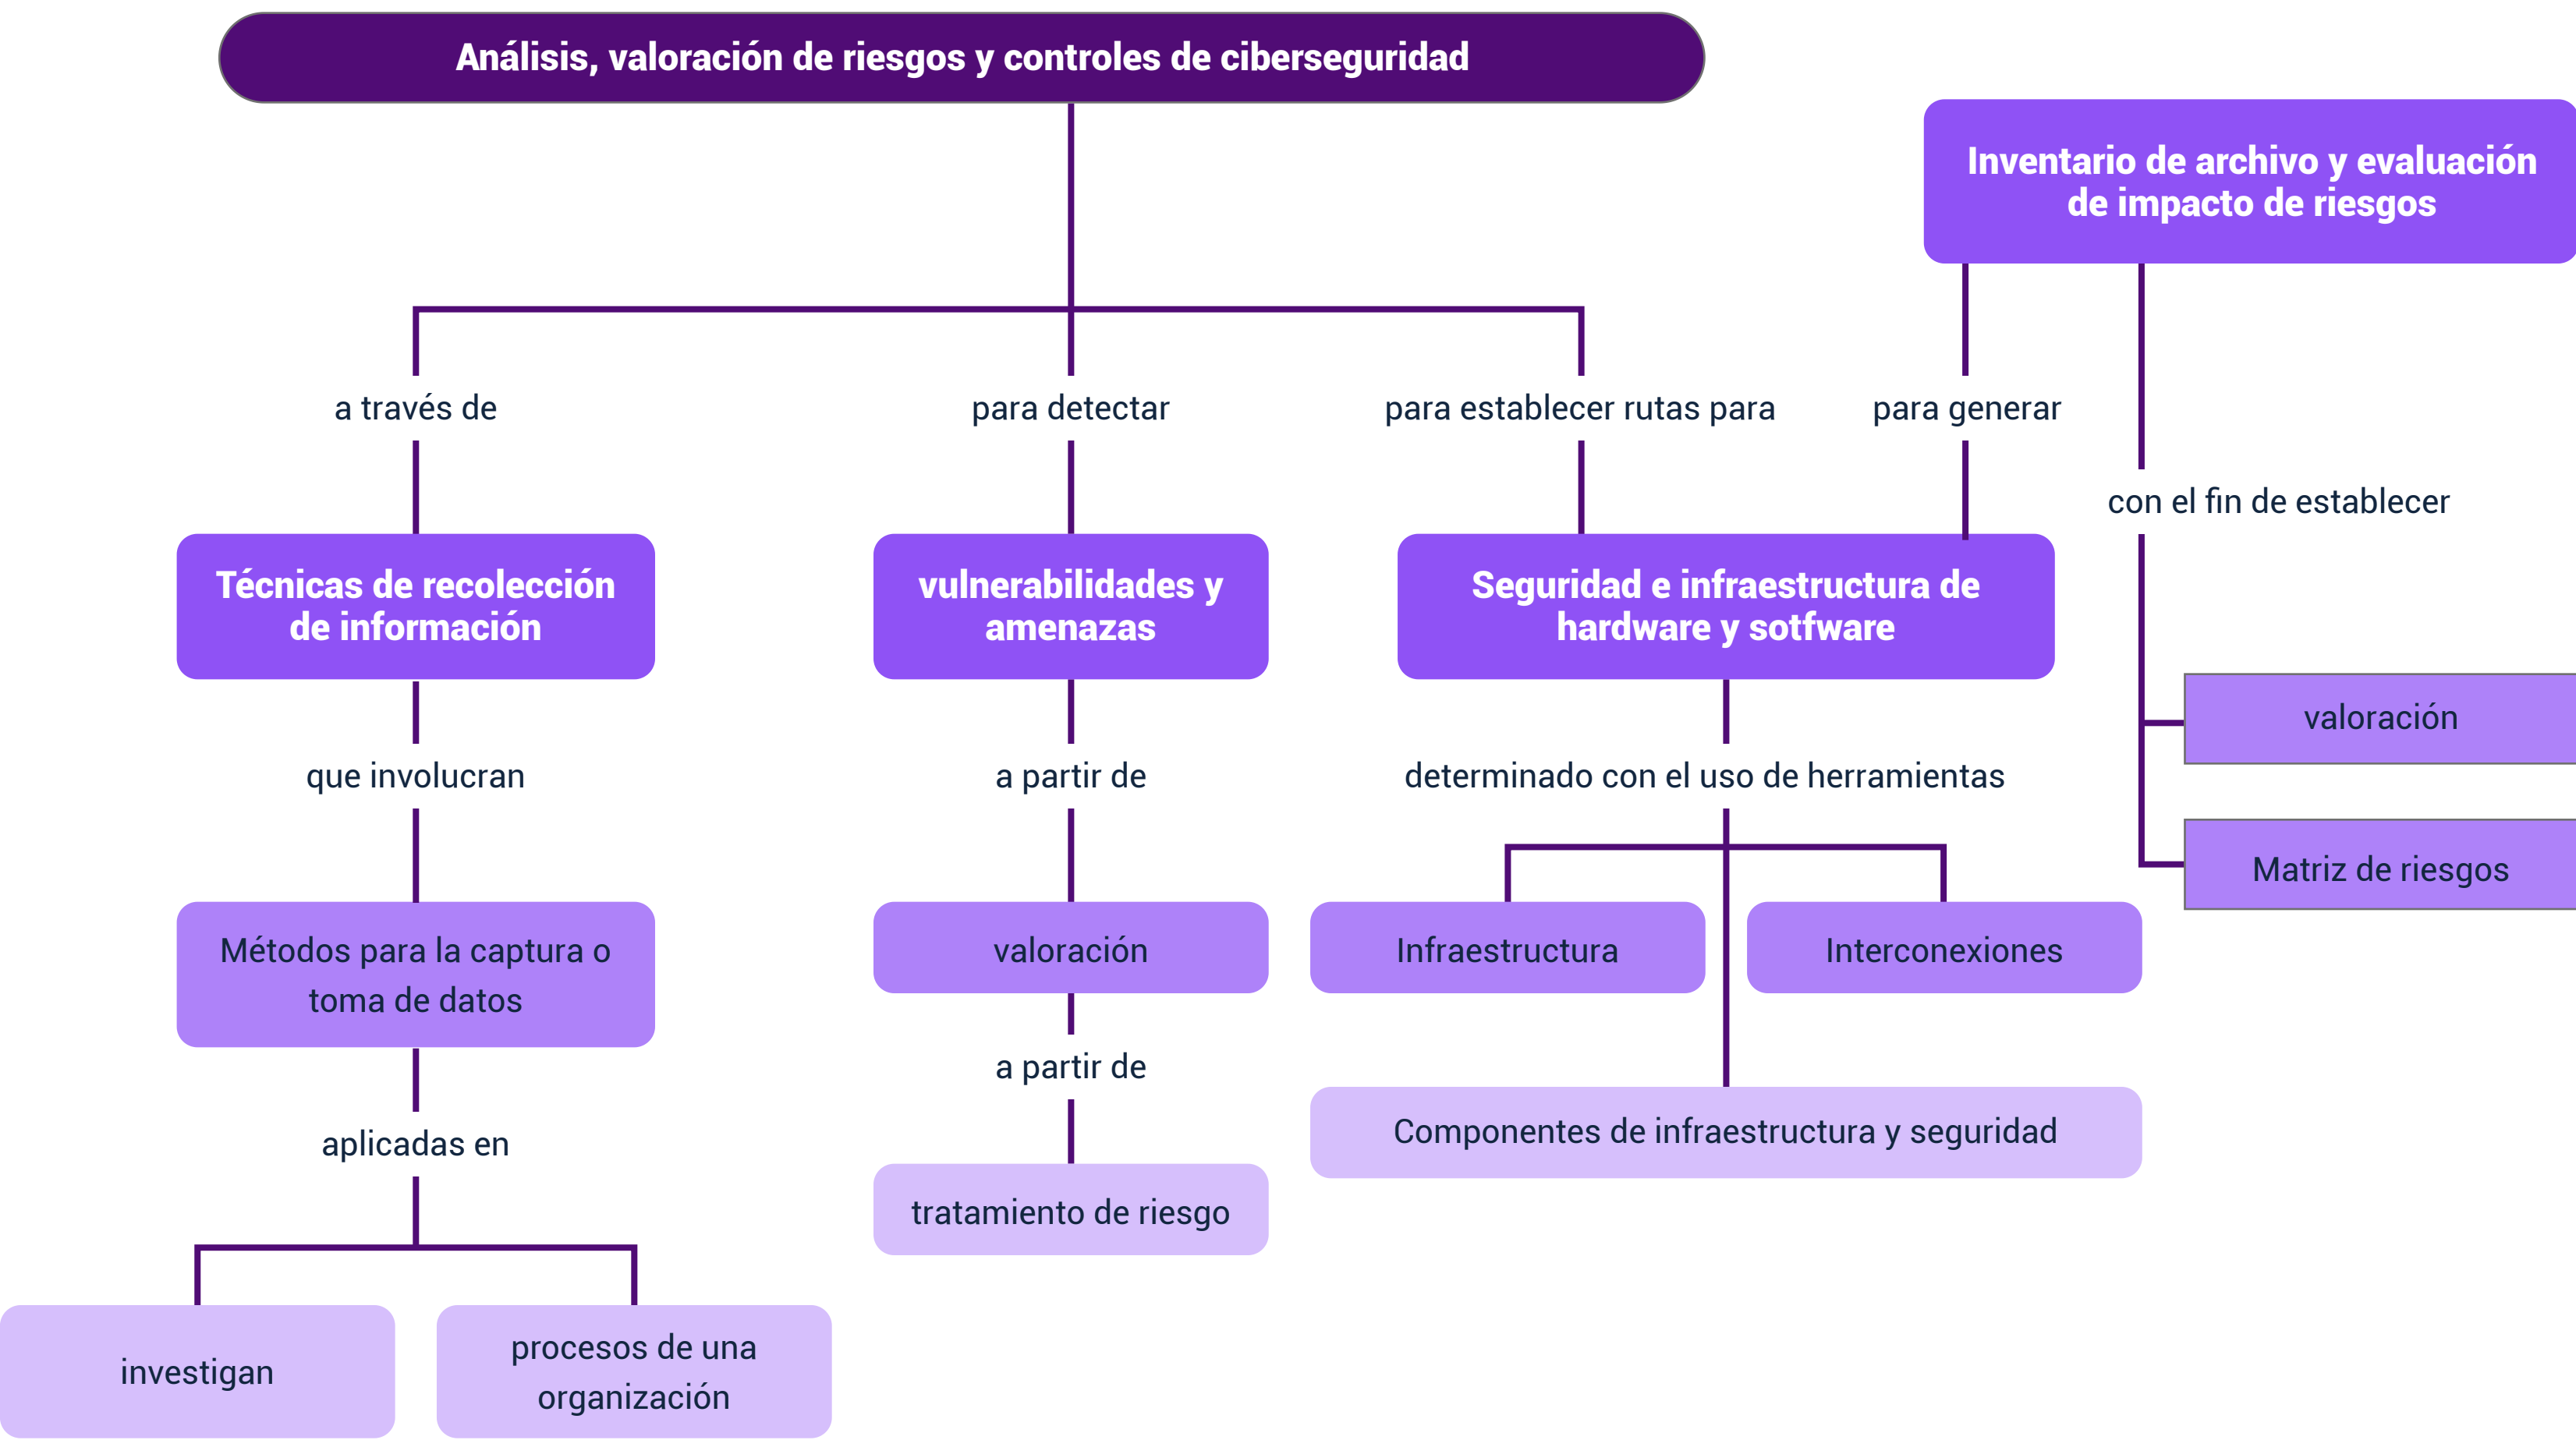 Análisis, valoración de riesgos y controles de ciberseguridad
Inventario de archivo y evaluación
de impacto de riesgos
a través de
para detectar
para establecer rutas para
para generar
con el fin de establecer
Técnicas de recolección
de información
vulnerabilidades y
amenazas
Seguridad e infraestructura de
hardware y sotfware
valoración
que involucran
a partir de
determinado con el uso de herramientas
Matriz de riesgos
Métodos para la captura o
toma de datos
valoración
Infraestructura
Interconexiones
a partir de
aplicadas en
Componentes de infraestructura y seguridad
tratamiento de riesgo
investigan
procesos de una
organización